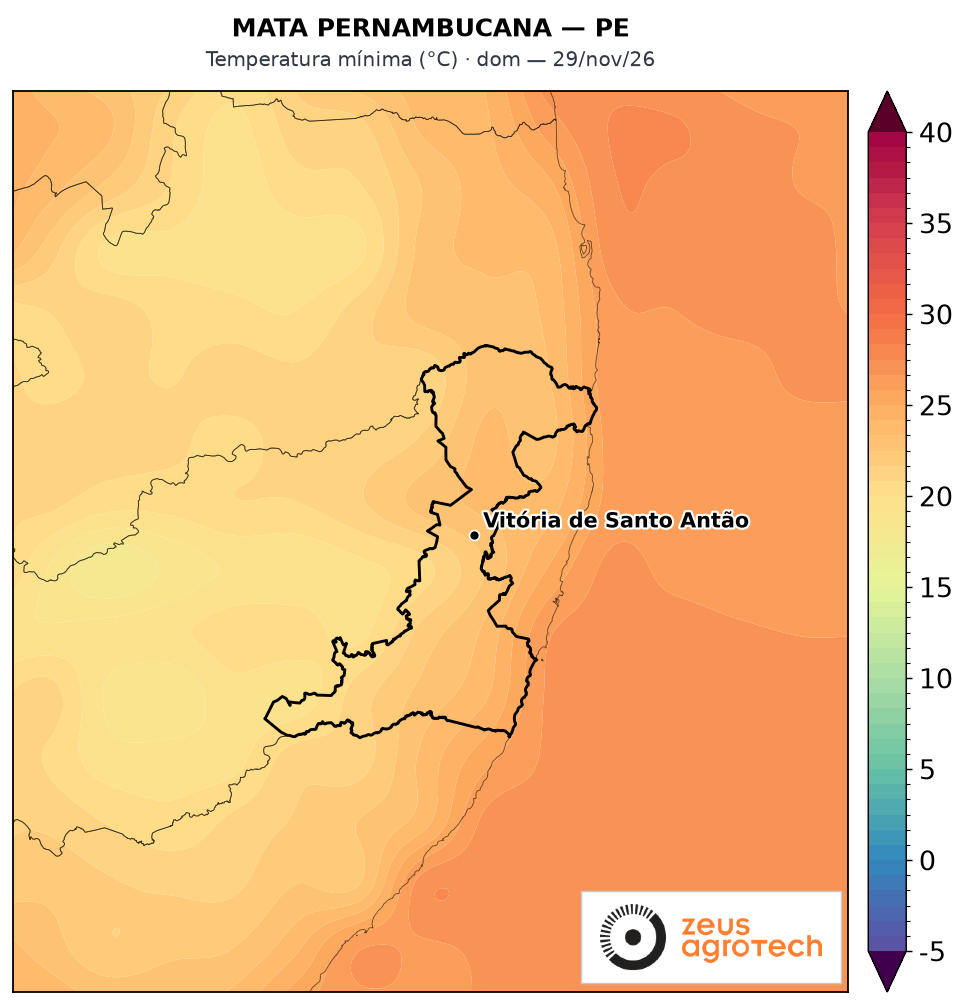 MATA PERNAMBUCANA — PE
Temperatura mínima (°C) · dom — 29/nov/26
40
35
30
25
20
15
10
5
0
-5
Vitória de Santo Antão
zeus
agrotech